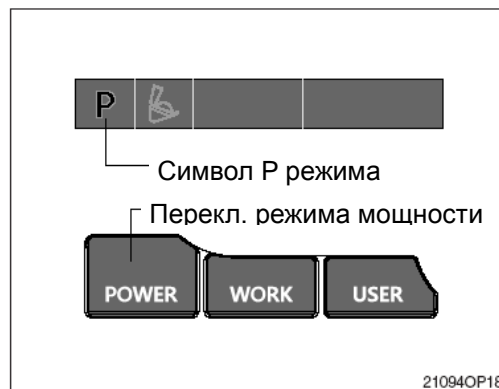 P
Символ P режима
Перекл. режима мощности
POWER WORK USER
21094OP18